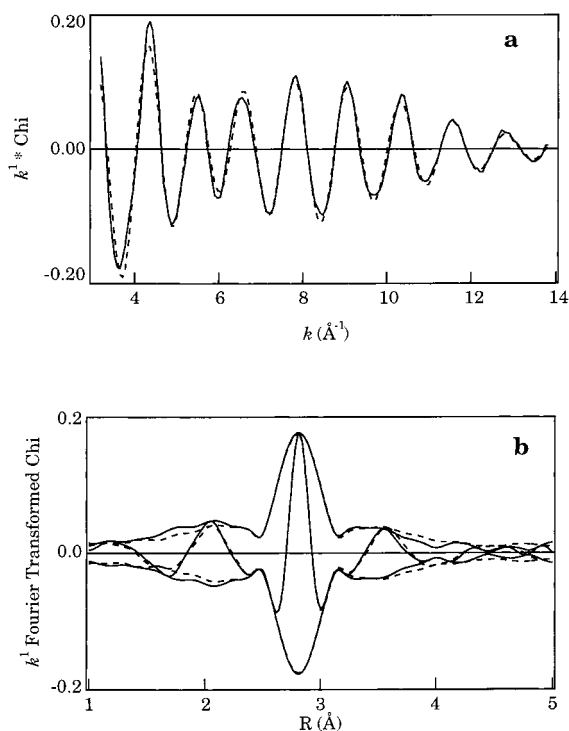 0.20
a
k¹ * Chi
0.00
-0.20
4 6 8 10 12 14
k (Å⁻¹)
0.2
b
k¹ Fourier Transformed Chi
0.0
-0.2
1 2 3 4 5
R (Å)